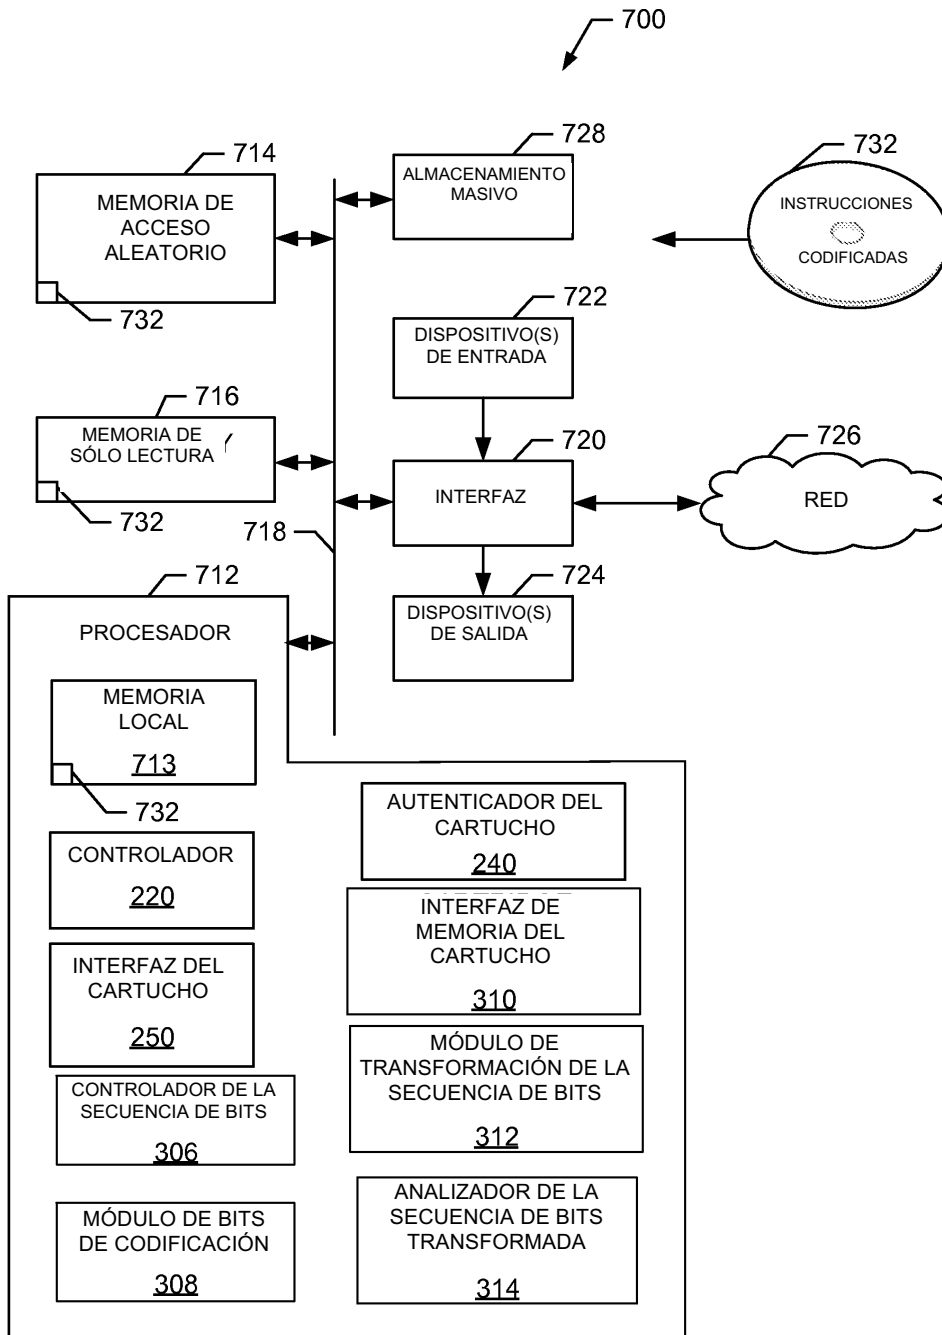 700
714
MEMORIA DE
ACCESO
ALEATORIO
732
728
ALMACENAMIENTO
MASIVO
732
INSTRUCCIONES
CODIFICADAS
722
DISPOSITIVO(S)
DE ENTRADA
716
MEMORIA DE
SÓLO LECTURA
732
720
INTERFAZ
726
RED
718
724
DISPOSITIVO(S)
DE SALIDA
712
PROCESADOR
MEMORIA
LOCAL
713
732
CONTROLADOR
220
INTERFAZ DEL
CARTUCHO
250
CONTROLADOR DE LA
SECUENCIA DE BITS
306
MÓDULO DE BITS
DE CODIFICACIÓN
308
AUTENTICADOR DEL
CARTUCHO
240
INTERFAZ DE
MEMORIA DEL
CARTUCHO
310
MÓDULO DE
TRANSFORMACIÓN DE LA
SECUENCIA DE BITS
312
ANALIZADOR DE LA
SECUENCIA DE BITS
TRANSFORMADA
314